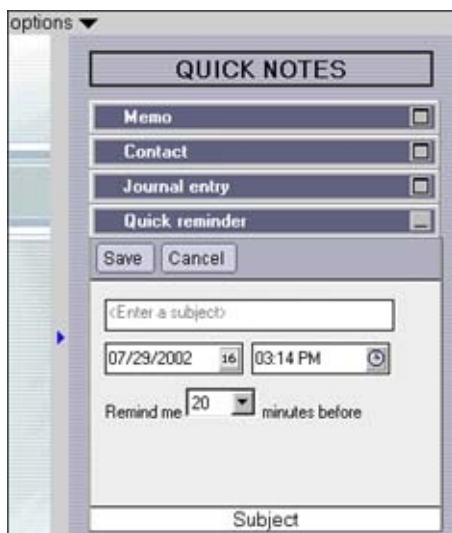 options
QUICK NOTES
Memo
Contact
Journal entry
Quick reminder
Save Cancel
<Enter a subject>
07/29/2002 16 03:14 PM
Remind me 20 minutes before
Subject